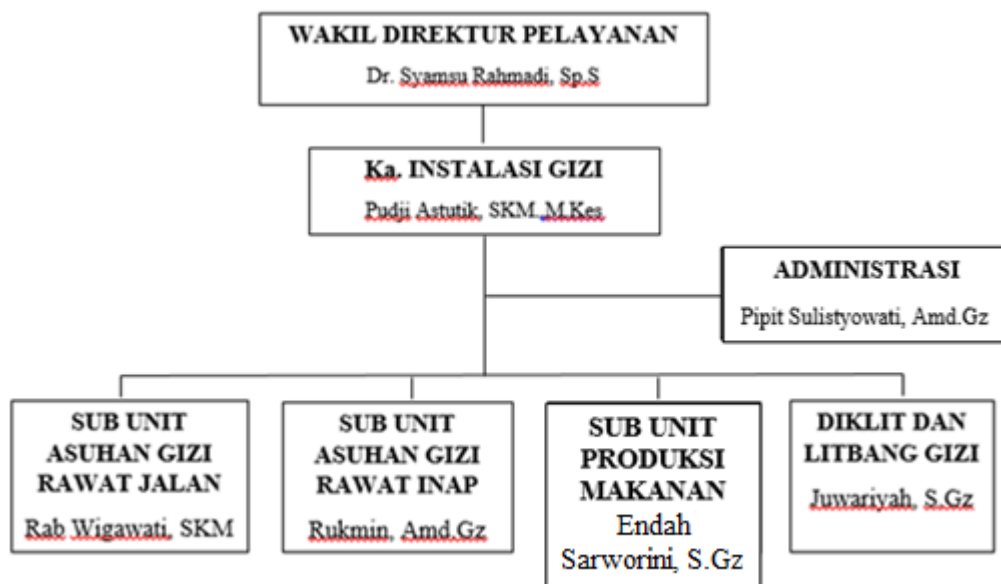 WAKIL DIREKTUR PELAYANAN
Dr. Syamsu Rahmadi, Sp.S
Ka. INSTALASI GIZI
Pudji Astutik, SKM.,M.Kes
ADMINISTRASI
Pipit Sulistyowati, Amd.Gz
SUB UNIT
ASUHAN GIZI
RAWAT JALAN
Rab Wigawati, SKM
SUB UNIT
ASUHAN GIZI
RAWAT INAP
Rukmin, Amd.Gz
SUB UNIT
PRODUKSI
MAKANAN
Endah
Sarworini, S.Gz
DIKLIT DAN
LITBANG GIZI
Juwariyah, S.Gz